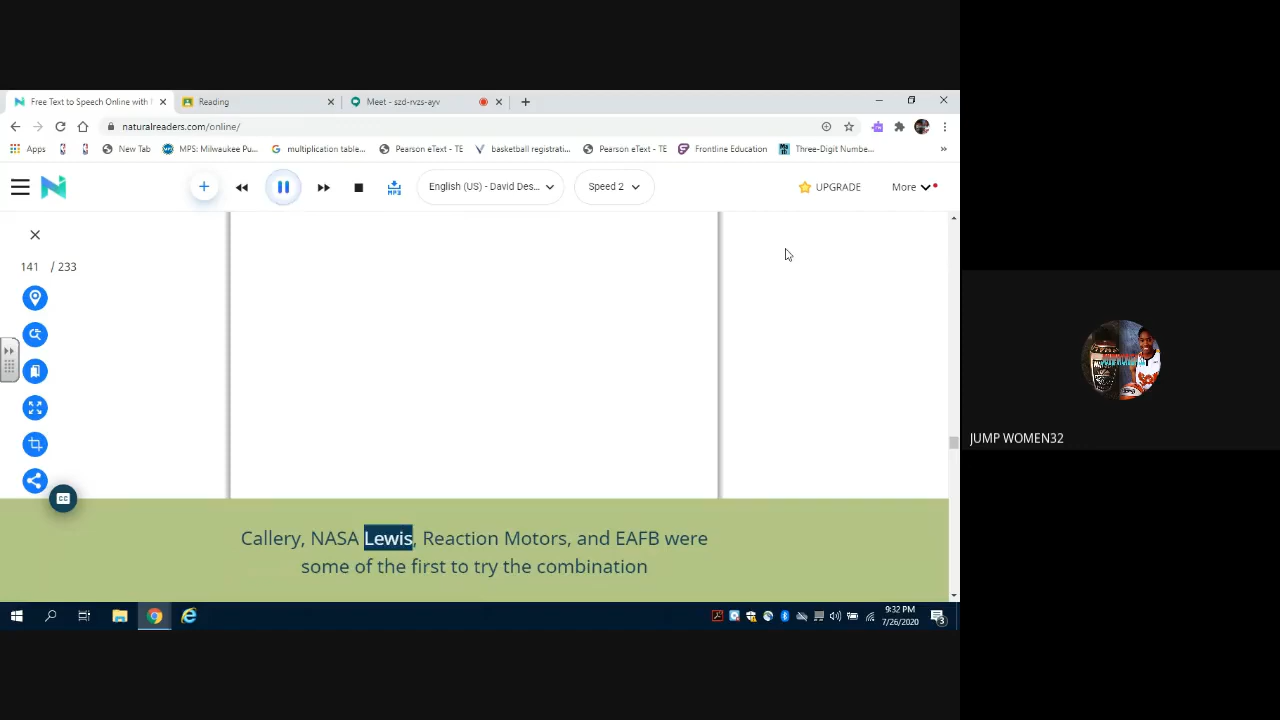 Free Text to Speech Online with
Reading
Meet - szd-rvzs-ayv
naturalreaders.com/online/
Apps
New Tab
MPS: Milwaukee Pu...
multiplication table...
Pearson eText - TE
basketball registrati...
Pearson eText - TE
Frontline Education
Three-Digit Numbe...
»
MP3
English (US) - David Des...
Speed 2
UPGRADE
More
141 / 233
CC
Callery, NASA Lewis, Reaction Motors, and EAFB were
some of the first to try the combination
9:32 PM
7/26/2020
3
JUMP WOMEN32